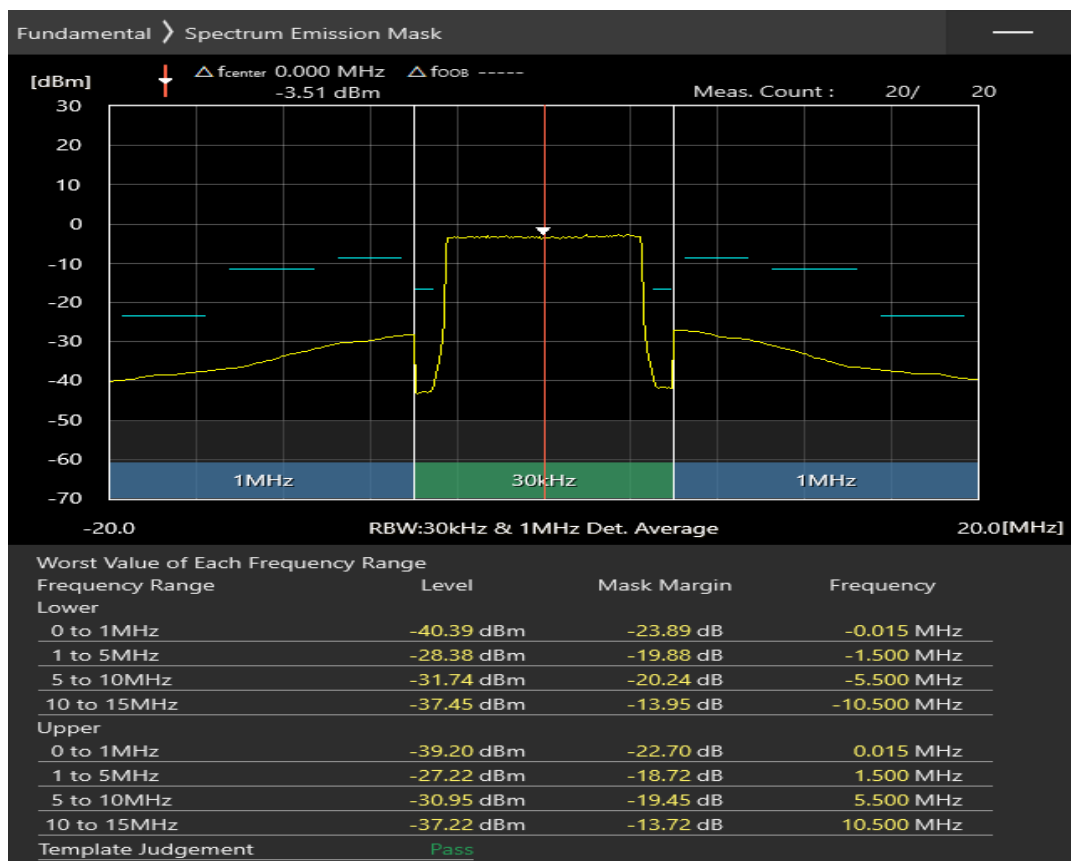 Fundamental ❯ Spectrum Emission Mask
△ fcenter 0.000 MHz △ fOOB -----
[dBm] -3.51 dBm Meas. Count : 20/ 20
30
20
10
0
-10
-20
-30
-40
-50
-60
1MHz 30kHz 1MHz
-70
-20.0 RBW:30kHz & 1MHz Det. Average 20.0[MHz]
Worst Value of Each Frequency Range
Frequency Range Level Mask Margin Frequency
Lower
0 to 1MHz -40.39 dBm -23.89 dB -0.015 MHz
1 to 5MHz -28.38 dBm -19.88 dB -1.500 MHz
5 to 10MHz -31.74 dBm -20.24 dB -5.500 MHz
10 to 15MHz -37.45 dBm -13.95 dB -10.500 MHz
Upper
0 to 1MHz -39.20 dBm -22.70 dB 0.015 MHz
1 to 5MHz -27.22 dBm -18.72 dB 1.500 MHz
5 to 10MHz -30.95 dBm -19.45 dB 5.500 MHz
10 to 15MHz -37.22 dBm -13.72 dB 10.500 MHz
Template Judgement Pass